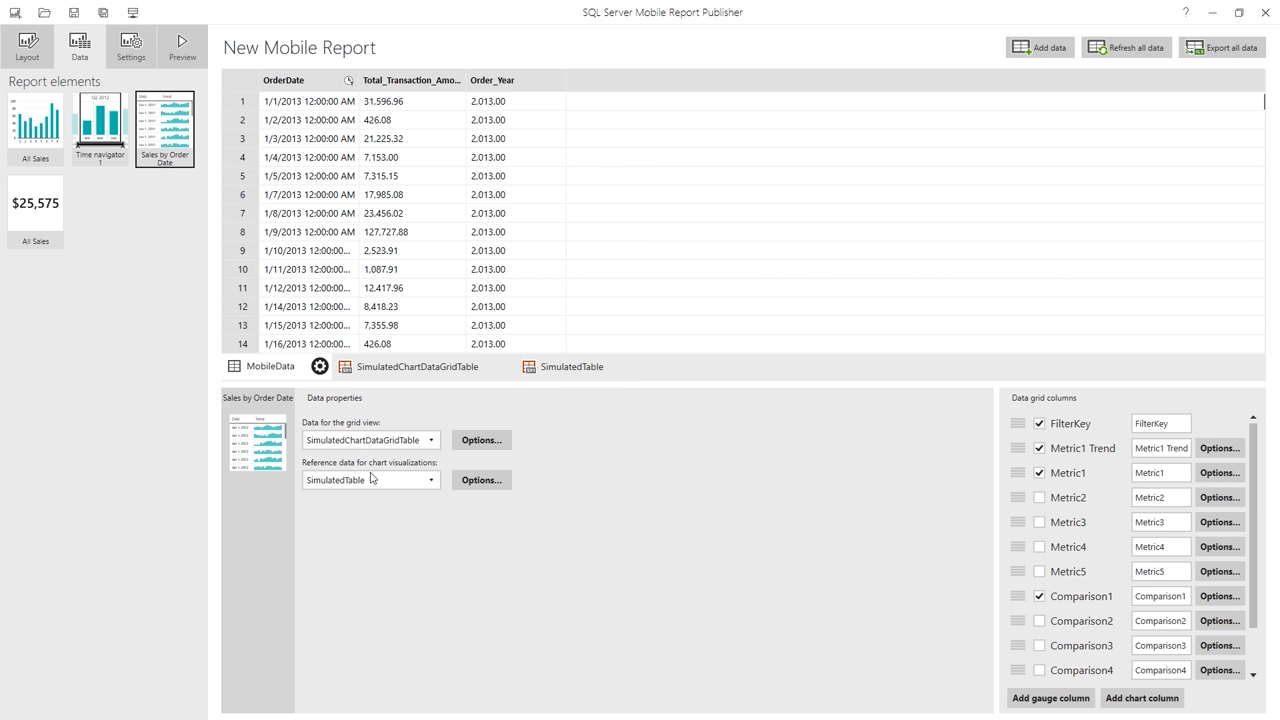 SQL Server Mobile Report Publisher
?
Layout
Data
Settings
Preview
New Mobile Report
Add data
Refresh all data
Export all data
Report elements
All Sales
Q2 2012
Time navigator
1
Sales by Order
Date
$25,575
All Sales
OrderDate Total_Transaction_Amo... Order_Year
1 1/1/2013 12:00:00 AM 31,596.96 2,013.00
2 1/2/2013 12:00:00 AM 426.08 2,013.00
3 1/3/2013 12:00:00 AM 21,225.32 2,013.00
4 1/4/2013 12:00:00 AM 7,153.00 2,013.00
5 1/5/2013 12:00:00 AM 7,315.15 2,013.00
6 1/7/2013 12:00:00 AM 17,985.08 2,013.00
7 1/8/2013 12:00:00 AM 23,456.02 2,013.00
8 1/9/2013 12:00:00 AM 127,727.88 2,013.00
9 1/10/2013 12:00:00... 2,523.91 2,013.00
10 1/11/2013 12:00:00... 1,087.91 2,013.00
11 1/12/2013 12:00:00... 12,417.96 2,013.00
12 1/14/2013 12:00:00... 8,418.23 2,013.00
13 1/15/2013 12:00:00... 7,355.98 2,013.00
14 1/16/2013 12:00:00... 426.08 2,013.00
MobileData
SimulatedChartDataGridTable
SimulatedTable
Sales by Order Date
Data properties
Data for the grid view:
SimulatedChartDataGridTable Options...
Reference data for chart visualizations:
SimulatedTable Options...
Data grid columns
FilterKey FilterKey
Metric1 Trend Metric1 Trend Options...
Metric1 Metric1 Options...
Metric2 Metric2 Options...
Metric3 Metric3 Options...
Metric4 Metric4 Options...
Metric5 Metric5 Options...
Comparison1 Comparison1 Options...
Comparison2 Comparison2 Options...
Comparison3 Comparison3 Options...
Comparison4 Comparison4 Options...
Add gauge column Add chart column